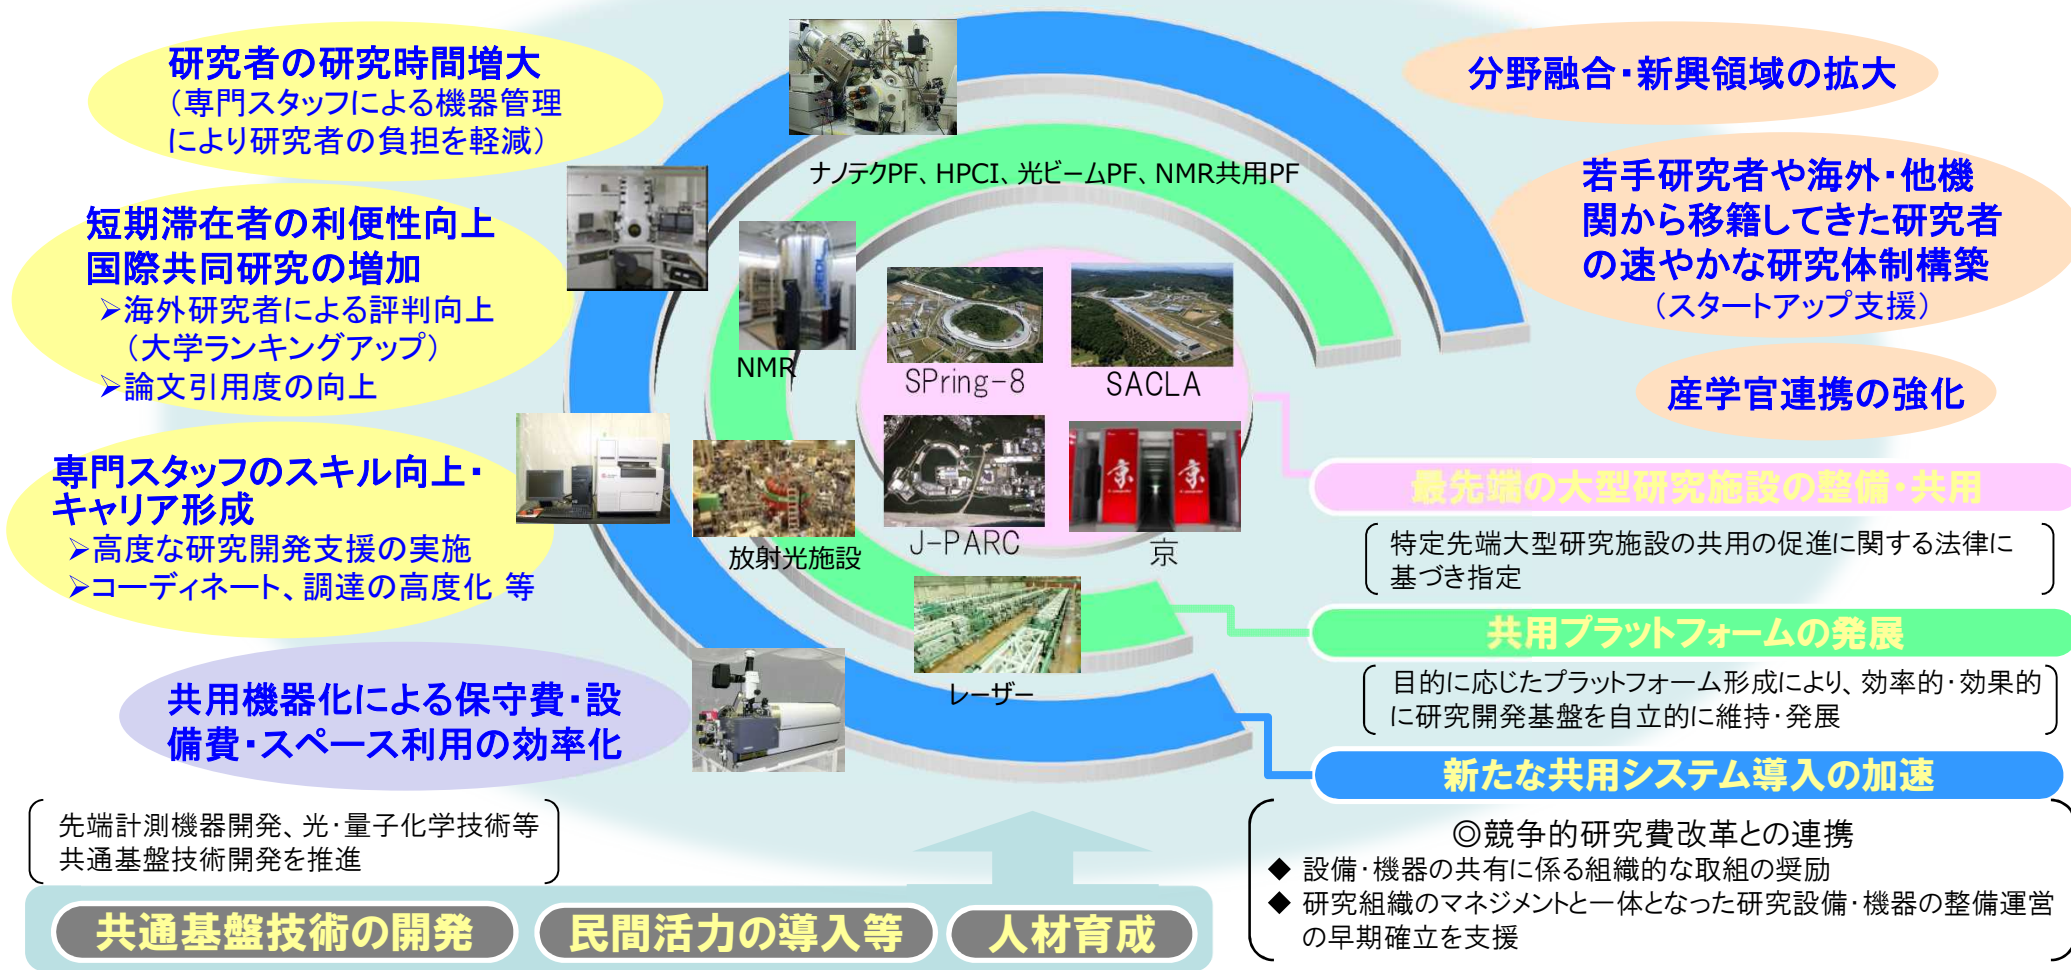 研究者の研究時間増大
（専門スタッフによる機器管理
により研究者の負担を軽減）
短期滞在者の利便性向上
国際共同研究の増加
➢海外研究者による評判向上
（大学ランキングアップ）
➢論文引用度の向上
専門スタッフのスキル向上・
キャリア形成
➢高度な研究開発支援の実施
➢コーディネート、調達の高度化 等
共用機器化による保守費・設
備費・スペース利用の効率化
先端計測機器開発、光・量子化学技術等
共通基盤技術開発を推進
共通基盤技術の開発
民間活力の導入等
人材育成
ナノテクPF、HPCI、光ビームPF、NMR共用PF
NMR
SPring-8
SACLA
放射光施設
J-PARC
京
京
京
レーザー
分野融合・新興領域の拡大
若手研究者や海外・他機
関から移籍してきた研究者
の速やかな研究体制構築
（スタートアップ支援）
産学官連携の強化
最先端の大型研究施設の整備・共用
特定先端大型研究施設の共用の促進に関する法律に
基づき指定
共用プラットフォームの発展
目的に応じたプラットフォーム形成により、効率的・効果的
に研究開発基盤を自立的に維持・発展
新たな共用システム導入の加速
◎競争的研究費改革との連携
◆ 設備・機器の共有に係る組織的な取組の奨励
◆ 研究組織のマネジメントと一体となった研究設備・機器の整備運営
の早期確立を支援